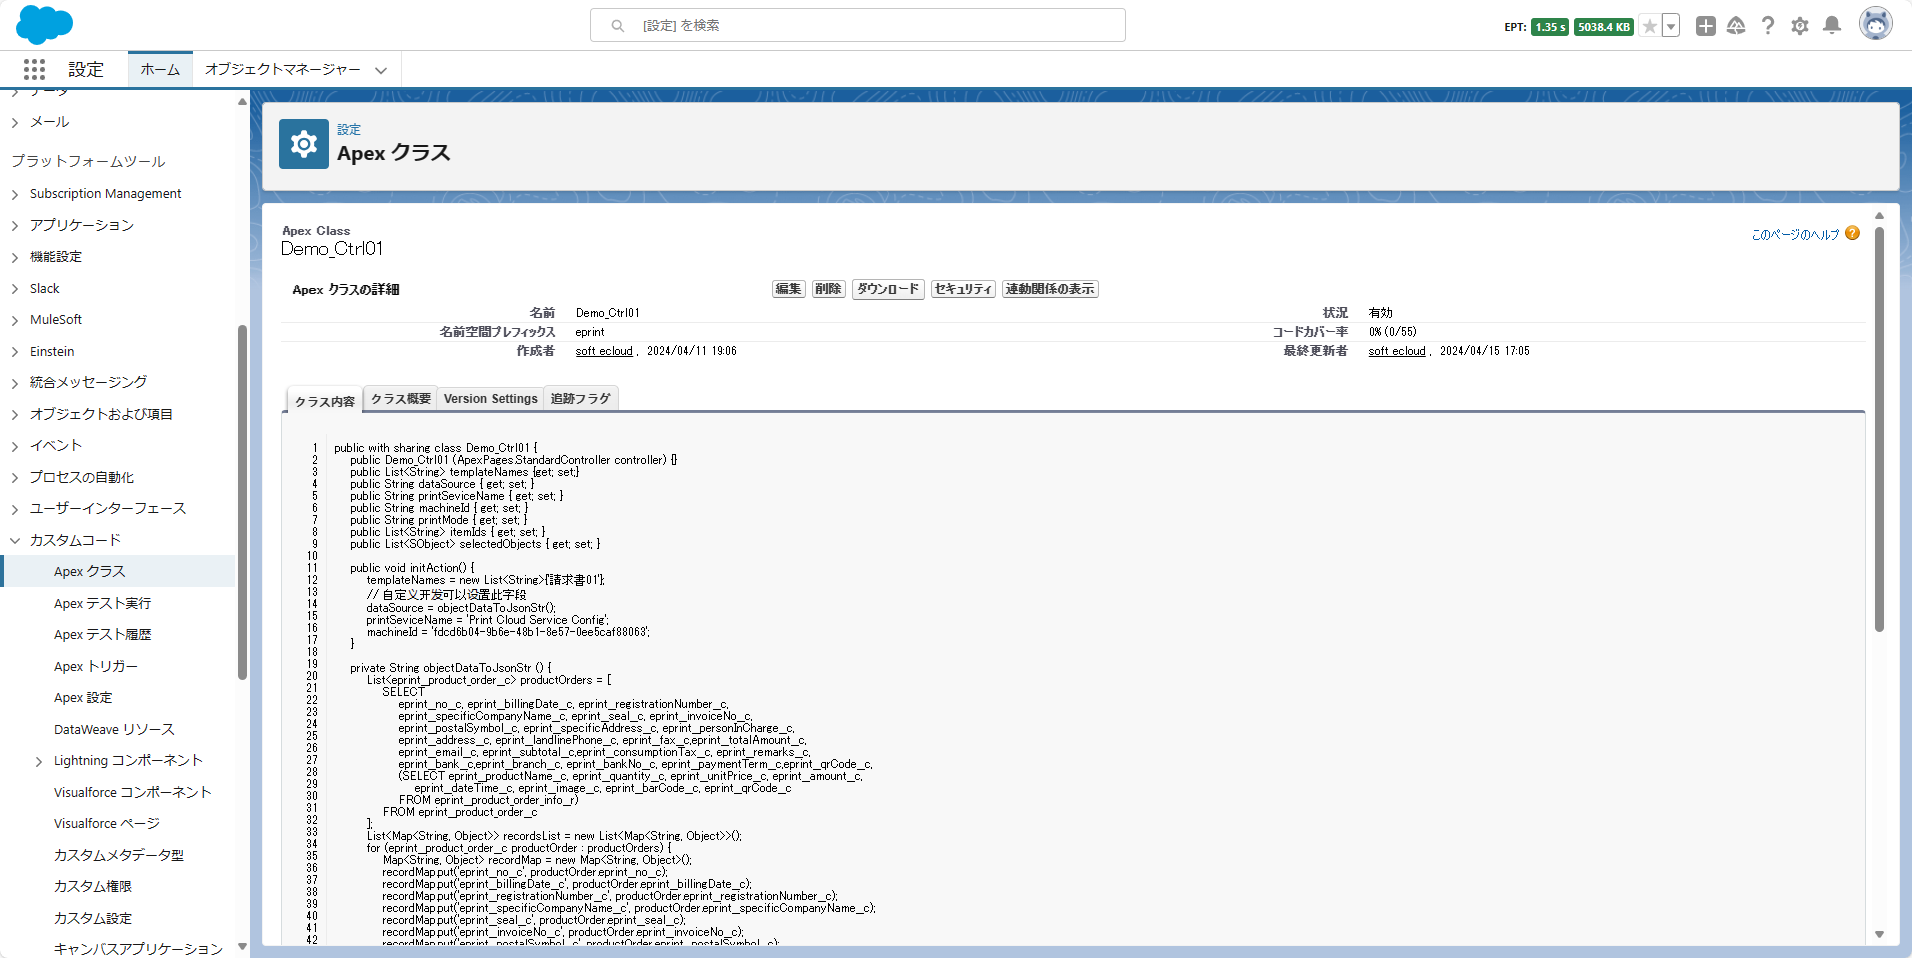 [設定] を検索
EPT: 1.35 s 5038.4 KB
設定 ホーム オブジェクトマネージャー
データ
メール
プラットフォームツール
Subscription Management
アプリケーション
機能設定
Slack
MuleSoft
Einstein
統合メッセージング
オブジェクトおよび項目
イベント
プロセスの自動化
ユーザーインターフェース
カスタムコード
Apex クラス
Apex テスト実行
Apex テスト履歴
Apex トリガー
Apex 設定
DataWeave リソース
Lightning コンポーネント
Visualforce コンポーネント
Visualforce ページ
カスタムメタデータ型
カスタム権限
カスタム設定
キャンバスアプリケーション
設定
Apex クラス
Apex Class
Demo_Ctrl01
このページのヘルプ ?
Apex クラスの詳細 編集 削除 ダウンロード セキュリティ 連動関係の表示
名前 Demo_Ctrl01 状況 有効
名前空間プレフィックス eprint コードカバー率 0% (0/55)
作成者 soft ecloud , 2024/04/11 19:06 最終更新者 soft ecloud , 2024/04/15 17:05
クラス内容 クラス概要 Version Settings 追跡フラグ
1 public with sharing class Demo_Ctrl01 {
2 public Demo_Ctrl01 (ApexPages.StandardController controller) {}
3 public List<String> templateNames {get; set;}
4 public String dataSource { get; set; }
5 public String printSeviceName { get; set; }
6 public String machineId { get; set; }
7 public String printMode { get; set; }
8 public List<String> itemIds { get; set; }
9 public List<SObject> selectedObjects { get; set; }
10
11 public void initAction() {
12 templateNames = new List<String>{'請求書01'};
13 // 自定义开发可以设置此字段
14 dataSource = objectDataToJsonStr();
15 printSeviceName = 'Print Cloud Service Config';
16 machineId = 'fdcd6b04-9b6e-48b1-8e57-0ee5caf88063';
17 }
18
19 private String objectDataToJsonStr () {
20 List<eprint__product_order__c> productOrders = [
21 SELECT
22 eprint__no__c, eprint__billingDate__c, eprint__registrationNumber__c,
23 eprint__specificCompanyName__c, eprint__seal__c, eprint__invoiceNo__c,
24 eprint__postalSymbol__c, eprint__specificAddress__c, eprint__personInCharge__c,
25 eprint__address__c, eprint__landlinePhone__c, eprint__fax__c,eprint__totalAmount__c,
26 eprint__email__c, eprint__subtotal__c,eprint__consumptionTax__c, eprint__remarks__c,
27 eprint__bank__c,eprint__branch__c, eprint__bankNo__c, eprint__paymentTerm__c,eprint__qrCode__c,
28 (SELECT eprint__productName__c, eprint__quantity__c, eprint__unitPrice__c, eprint__amount__c,
29 eprint__dateTime__c, eprint__image__c, eprint__barCode__c, eprint__qrCode__c
30 FROM eprint__product_order_info__r)
31 FROM eprint__product_order__c
32 ];
33 List<Map<String, Object>> recordsList = new List<Map<String, Object>>();
34 for (eprint__product_order__c productOrder : productOrders) {
35 Map<String, Object> recordMap = new Map<String, Object>();
36 recordMap.put('eprint__no__c', productOrder.eprint__no__c);
37 recordMap.put('eprint__billingDate__c', productOrder.eprint__billingDate__c);
38 recordMap.put('eprint__registrationNumber__c', productOrder.eprint__registrationNumber__c);
39 recordMap.put('eprint__specificCompanyName__c', productOrder.eprint__specificCompanyName__c);
40 recordMap.put('eprint__seal__c', productOrder.eprint__seal__c);
41 recordMap.put('eprint__invoiceNo__c', productOrder.eprint__invoiceNo__c);
42 recordMap.put('eprint__postalSymbol__c', productOrder.eprint__postalSymbol__c);